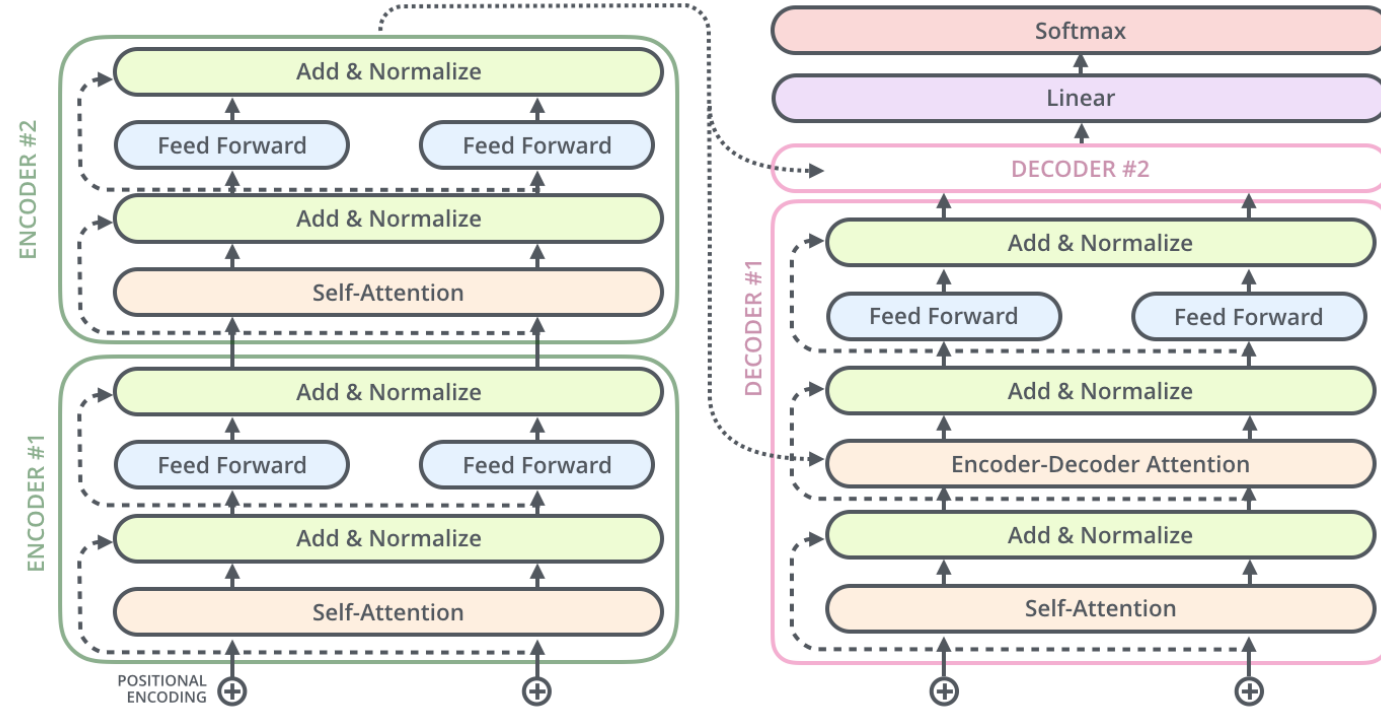 ENCODER #2
Add & Normalize
Feed Forward
Feed Forward
Add & Normalize
Self-Attention
ENCODER #1
Add & Normalize
Feed Forward
Feed Forward
Add & Normalize
Self-Attention
POSITIONAL
ENCODING
Softmax
Linear
DECODER #2
DECODER #1
Add & Normalize
Feed Forward
Feed Forward
Add & Normalize
Encoder-Decoder Attention
Add & Normalize
Self-Attention